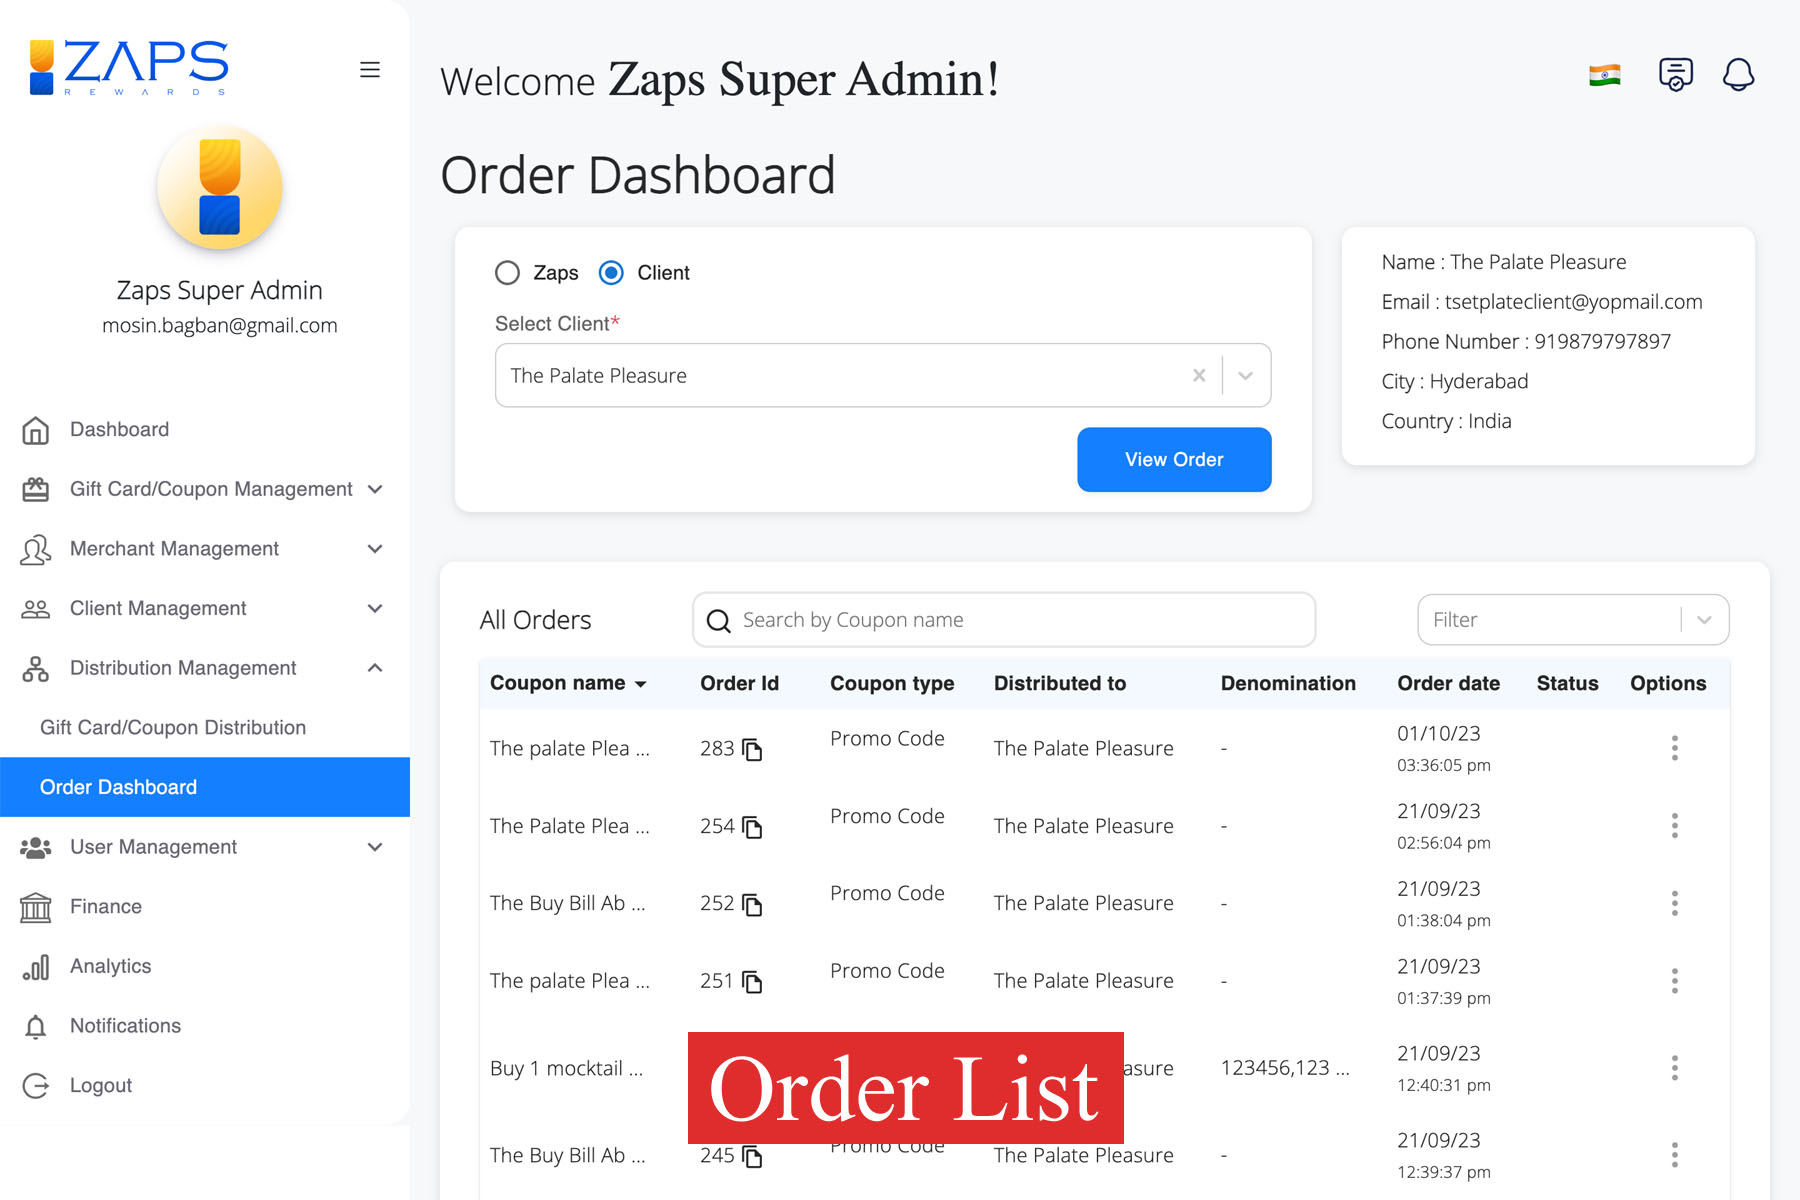 ZAPS
REWARDS
Zaps Super Admin
mosin.bagban@gmail.com
Dashboard
Gift Card/Coupon Management
Merchant Management
Client Management
Distribution Management
Gift Card/Coupon Distribution
Order Dashboard
User Management
Finance
Analytics
Notifications
Logout
Welcome Zaps Super Admin!
Order Dashboard
Zaps Client
Select Client*
The Palate Pleasure
View Order
Name : The Palate Pleasure
Email : tsetplateclient@yopmail.com
Phone Number : 919879797897
City : Hyderabad
Country : India
All Orders Search by Coupon name Filter
Coupon name Order Id Coupon type Distributed to Denomination Order date Status Options
The palate Plea ... 283 Promo Code The Palate Pleasure - 01/10/23
03:36:05 pm
The Palate Plea ... 254 Promo Code The Palate Pleasure - 21/09/23
02:56:04 pm
The Buy Bill Ab ... 252 Promo Code The Palate Pleasure - 21/09/23
01:38:04 pm
The palate Plea ... 251 Promo Code The Palate Pleasure - 21/09/23
01:37:39 pm
Buy 1 mocktail ... asure 123456,123 ... 21/09/23
12:40:31 pm
Order List
The Buy Bill Ab ... 245 Promo Code The Palate Pleasure - 21/09/23
12:39:37 pm